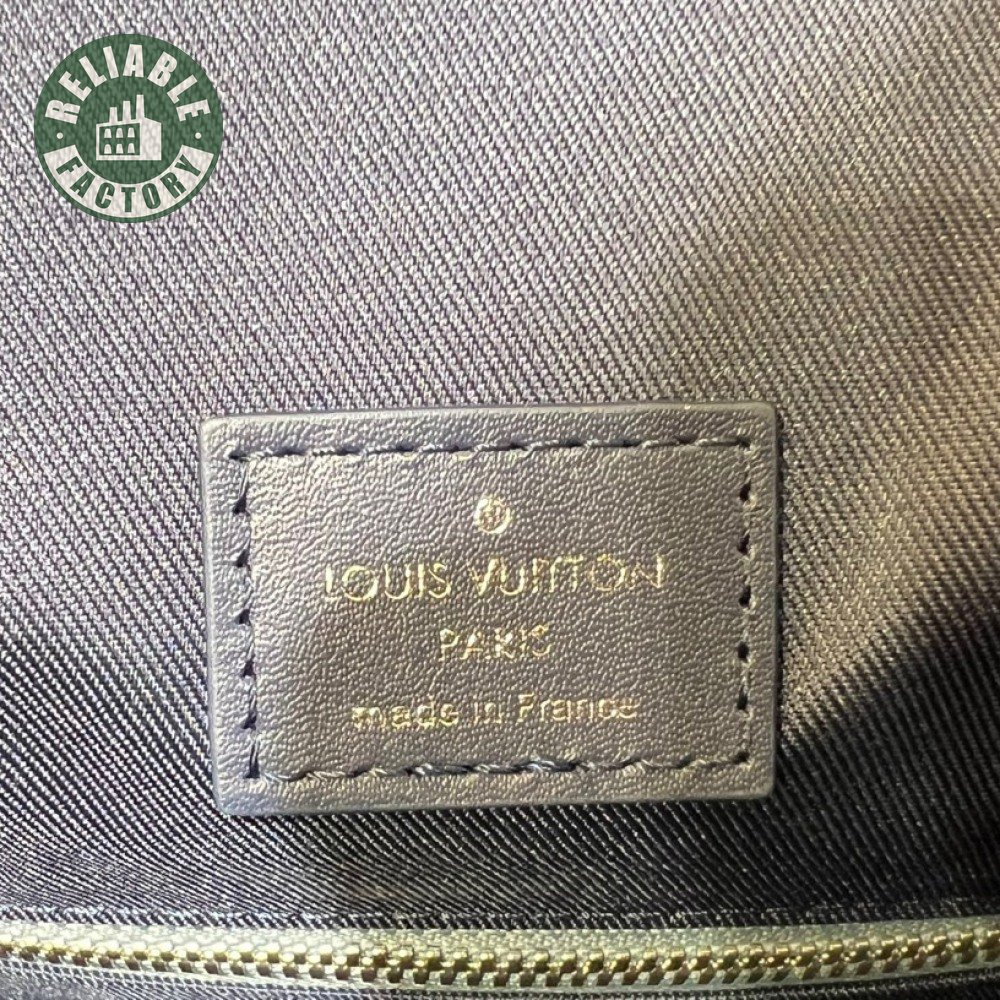 RELIABLE
FACTORY
LOUIS VUITTON
PARIS
made in France